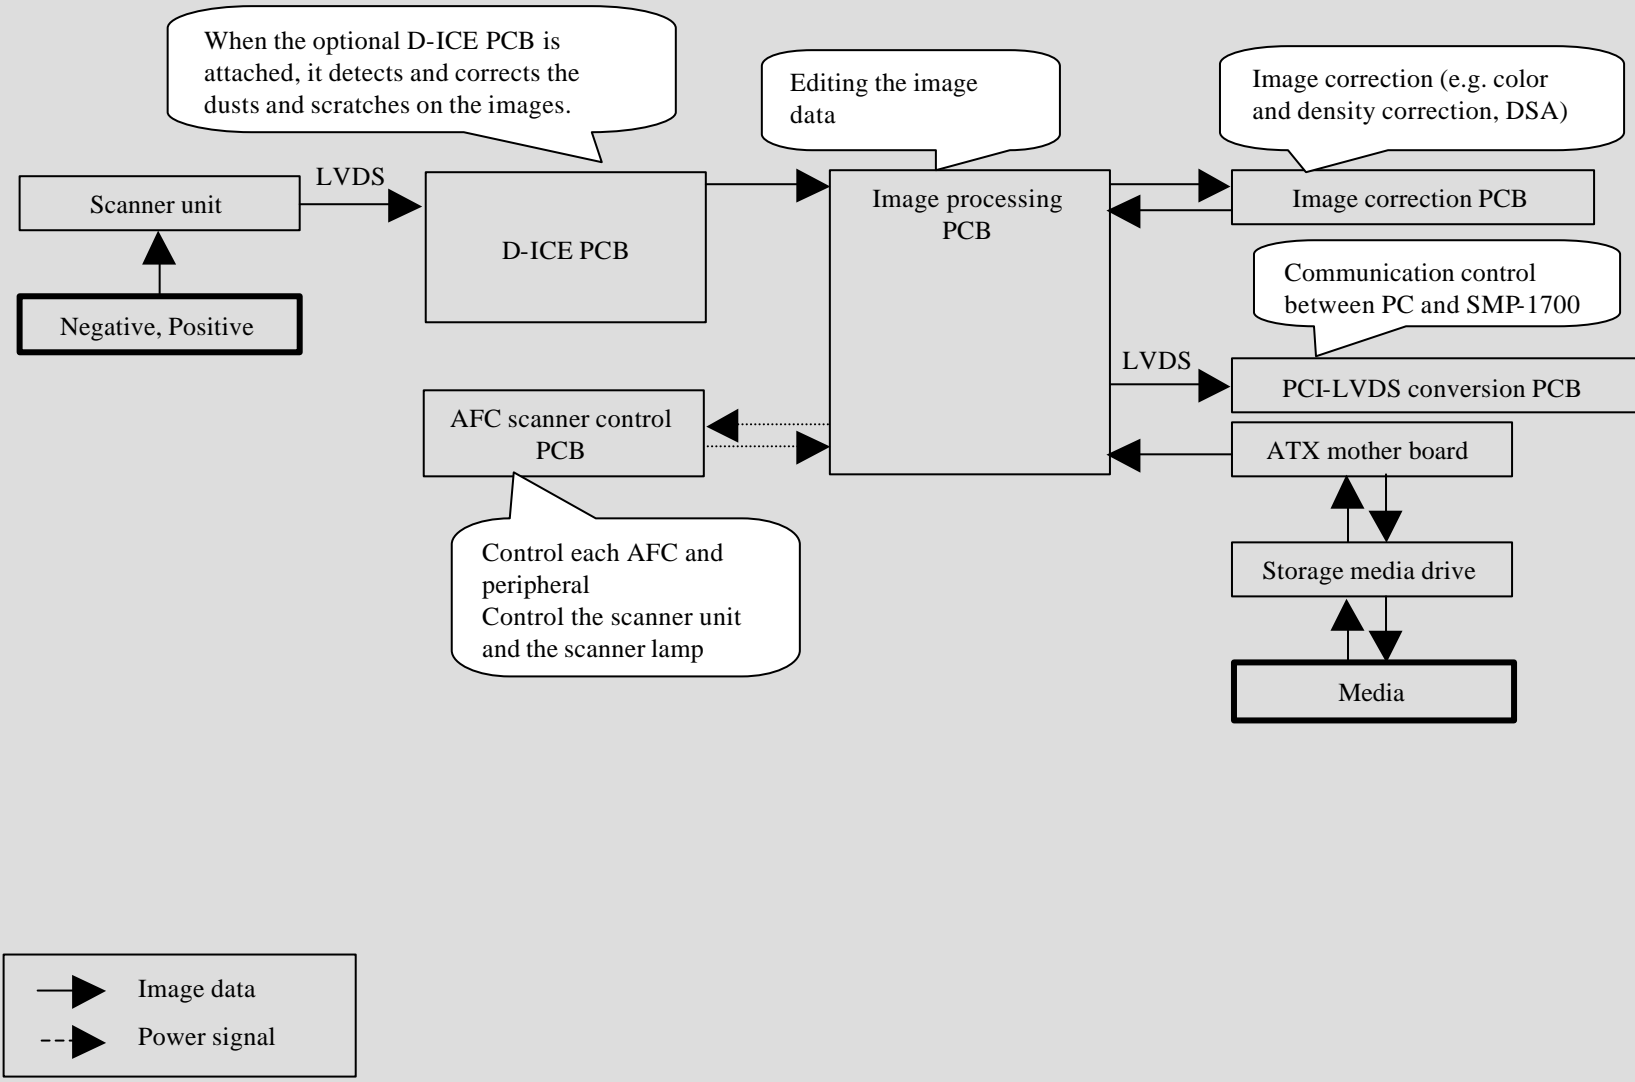 When the optional D-ICE PCB is
attached, it detects and corrects the
dusts and scratches on the images.
Editing the image
data
Image correction (e.g. color
and density correction, DSA)
Scanner unit
LVDS
D-ICE PCB
Image processing
PCB
Image correction PCB
Negative, Positive
Communication control
between PC and SMP-1700
LVDS
PCI-LVDS conversion PCB
AFC scanner control
PCB
ATX mother board
Control each AFC and
peripheral
Control the scanner unit
and the scanner lamp
Storage media drive
Media
Image data
Power signal